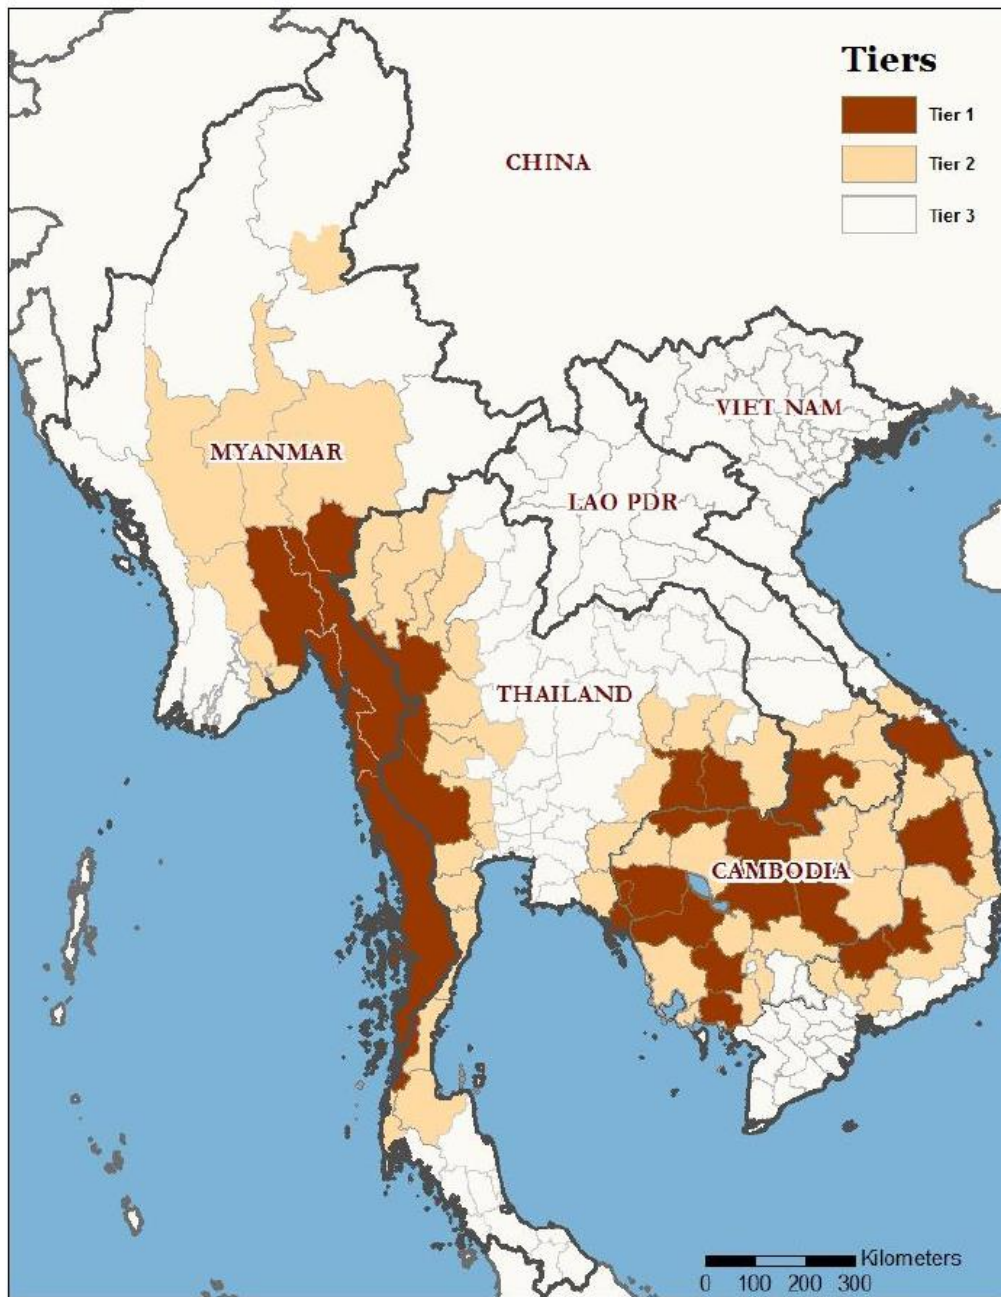 Tiers
Tier 1
Tier 2
Tier 3
CHINA
VIET NAM
MYANMAR
LAO PDR
THAILAND
CAMBODIA
Kilometers
0 100 200 300